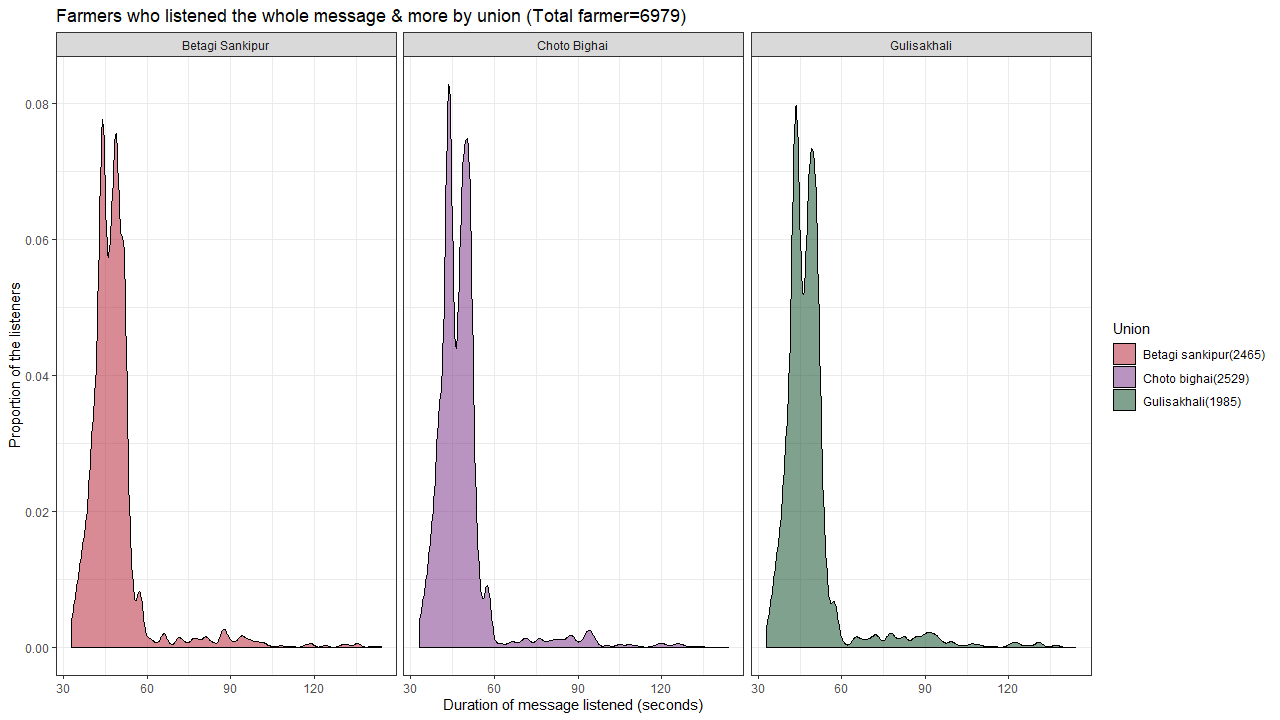 Farmers who listened the whole message & more by union (Total farmer=6979)
Betagi Sankipur
Choto Bighai
Gulisakhali
0.08
0.06
0.04
0.02
0.00
Proportion of the listeners
30 60 90 120
30 60 90 120
30 60 90 120
Duration of message listened (seconds)
Union
Betagi sankipur(2465)
Choto bighai(2529)
Gulisakhali(1985)